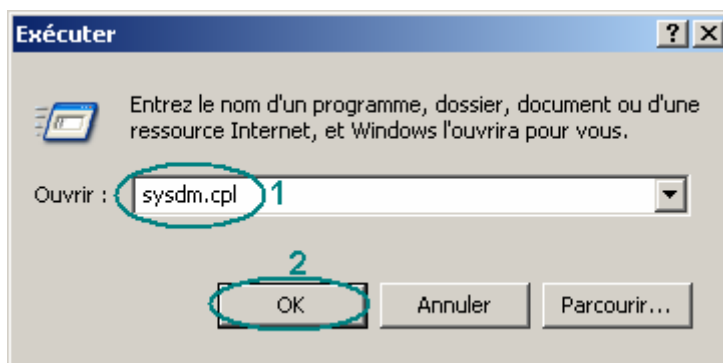 Exécuter
Entrez le nom d'un programme, dossier, document ou d'une
ressource Internet, et Windows l'ouvrira pour vous.
Ouvrir : sysdm.cpl 1
2
OK Annuler Parcourir...